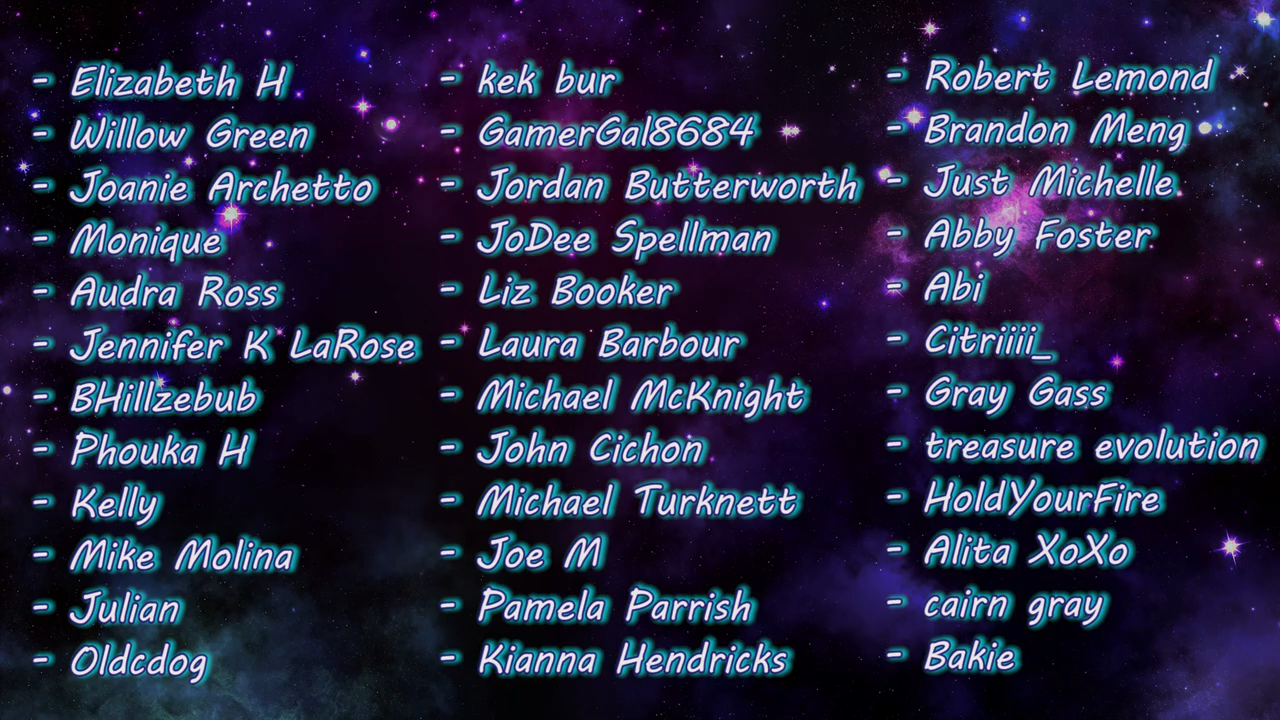 - Elizabeth H
- Willow Green
- Joanie Archetto
- Monique
- Audra Ross
- Jennifer K LaRose
- BHillzebub
- Phouka H
- Kelly
- Mike Molina
- Julian
- Oldcdog
- kek bur
- GamerGal8684
- Jordan Butterworth
- JoDee Spellman
- Liz Booker
- Laura Barbour
- Michael McKnight
- John Cichon
- Michael Turknett
- Joe M
- Pamela Parrish
- Kianna Hendricks
- Robert Lemond
- Brandon Meng
- Just Michelle.
- Abby Foster
- Abi
- Citriiii_
- Gray Gass
- treasure evolution
- HoldYourFire
- Alita XoXo
- cairn gray
- Bakie